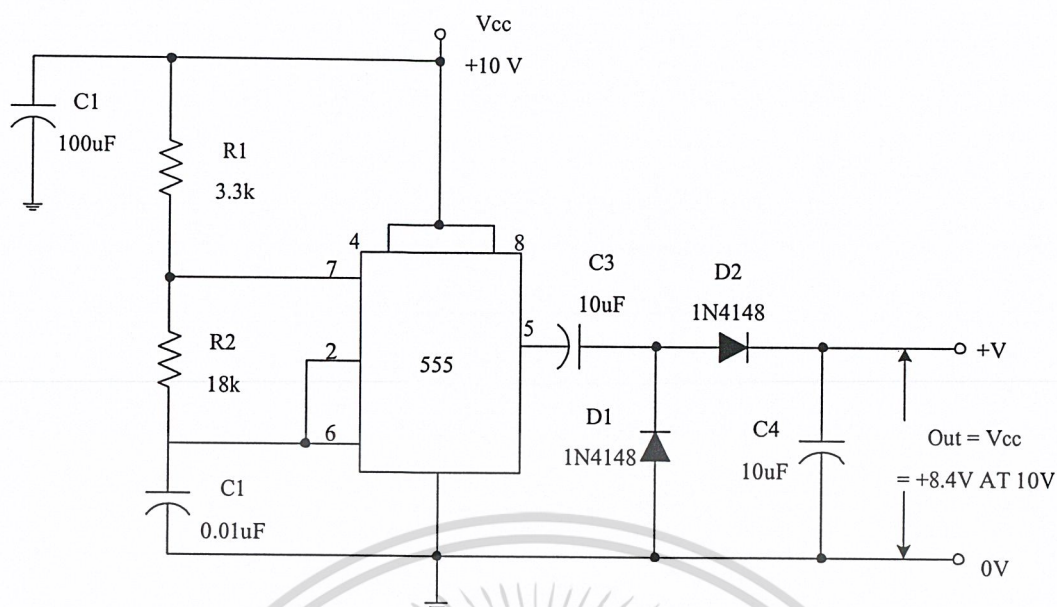 Vcc
+10 V
C1
100uF
R1
3.3k
4
8
7
C3
10uF
D2
1N4148
5
+V
R2
18k
2
555
6
D1
1N4148
C4
10uF
Out = Vcc
= +8.4V AT 10V
C1
0.01uF
0V